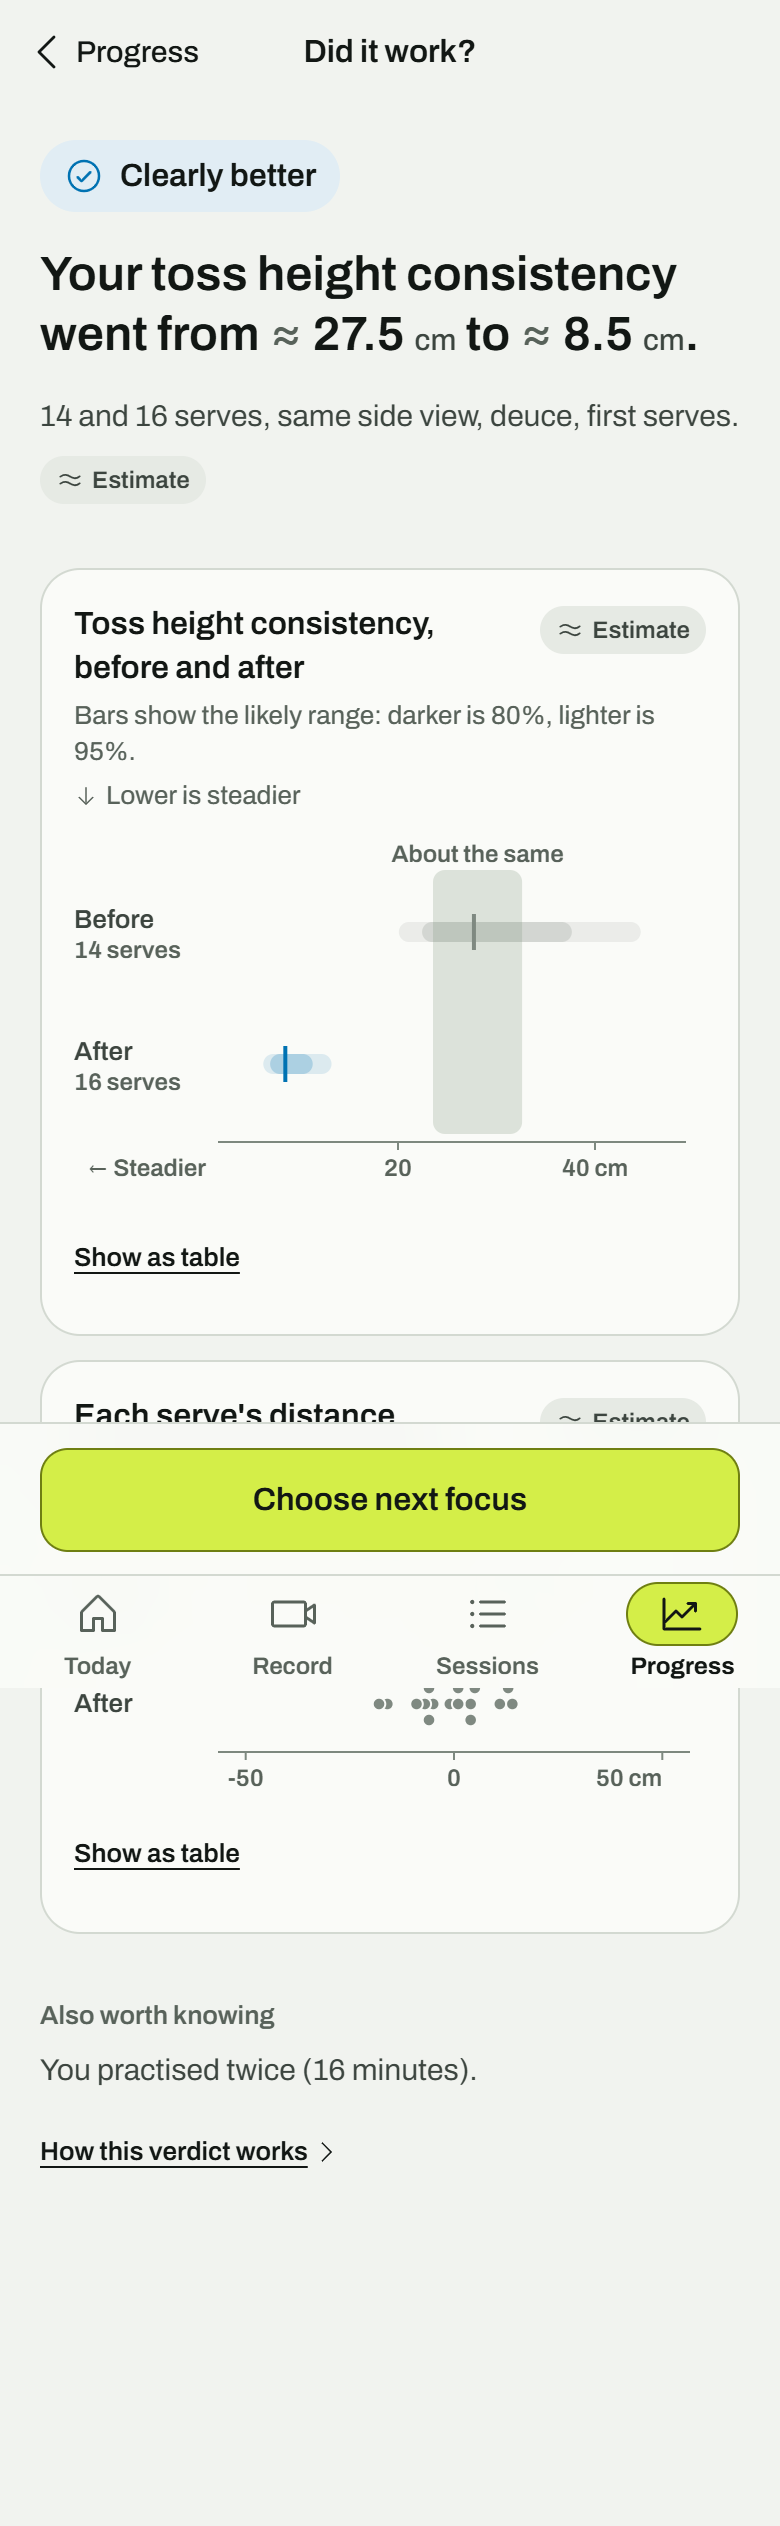 Progress
Did it work?
Clearly better
Your toss height consistency
went from ≈ 27.5 cm to ≈ 8.5 cm.
14 and 16 serves, same side view, deuce, first serves.
≈ Estimate
Toss height consistency,
before and after
≈ Estimate
Bars show the likely range: darker is 80%, lighter is
95%.
↓ Lower is steadier
About the same
Before
14 serves
After
16 serves
← Steadier
20
40 cm
Show as table
Each serve's distance
≈ Estimate
Choose next focus
Today
Record
Sessions
Progress
After
-50
0
50 cm
Show as table
Also worth knowing
You practised twice (16 minutes).
How this verdict works